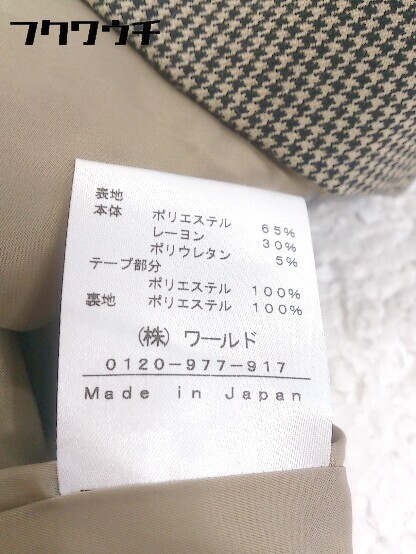 フクワウチ
表地
本体 ポリエステル 65%
レーヨン 30%
ポリウレタン 5%
テープ部分
ポリエステル 100%
裏地 ポリエステル 100%
(株) ワールド
0120-977-917
Made in Japan